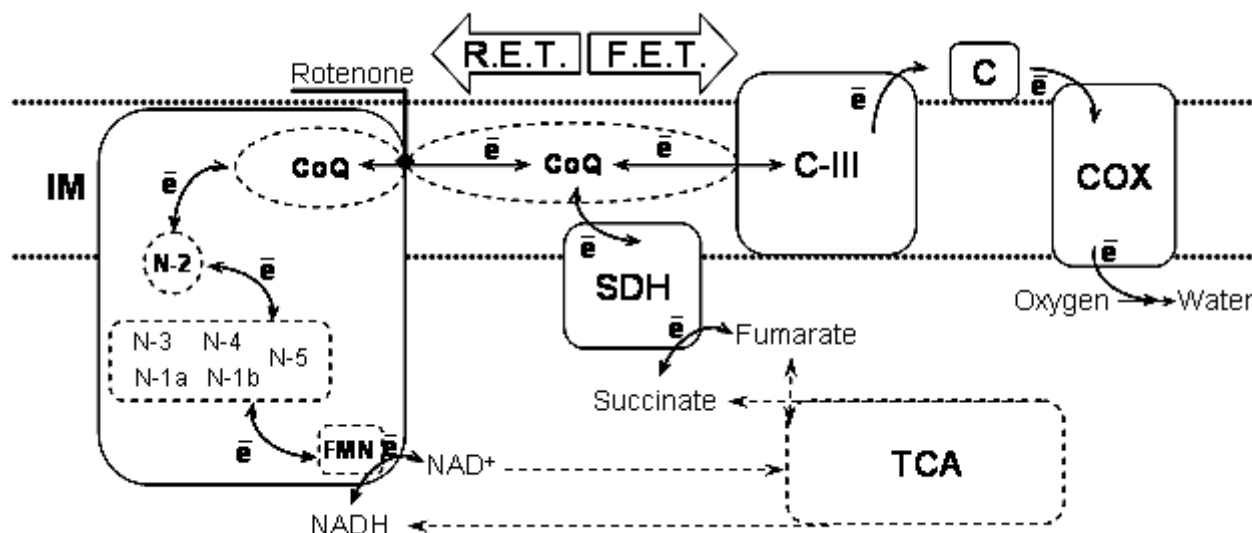 R.E.T. F.E.T.
Rotenone
C
ē
ē
ē
ē
CoQ
CoQ
C-III
COX
IM
ē
N-2
ē
ē
SDH
ē
Oxygen
Water
N-3 N-4
N-5
N-1a N-1b
ē
Fumarate
Succinate
ē
FMN
ē
NAD⁺
TCA
NADH